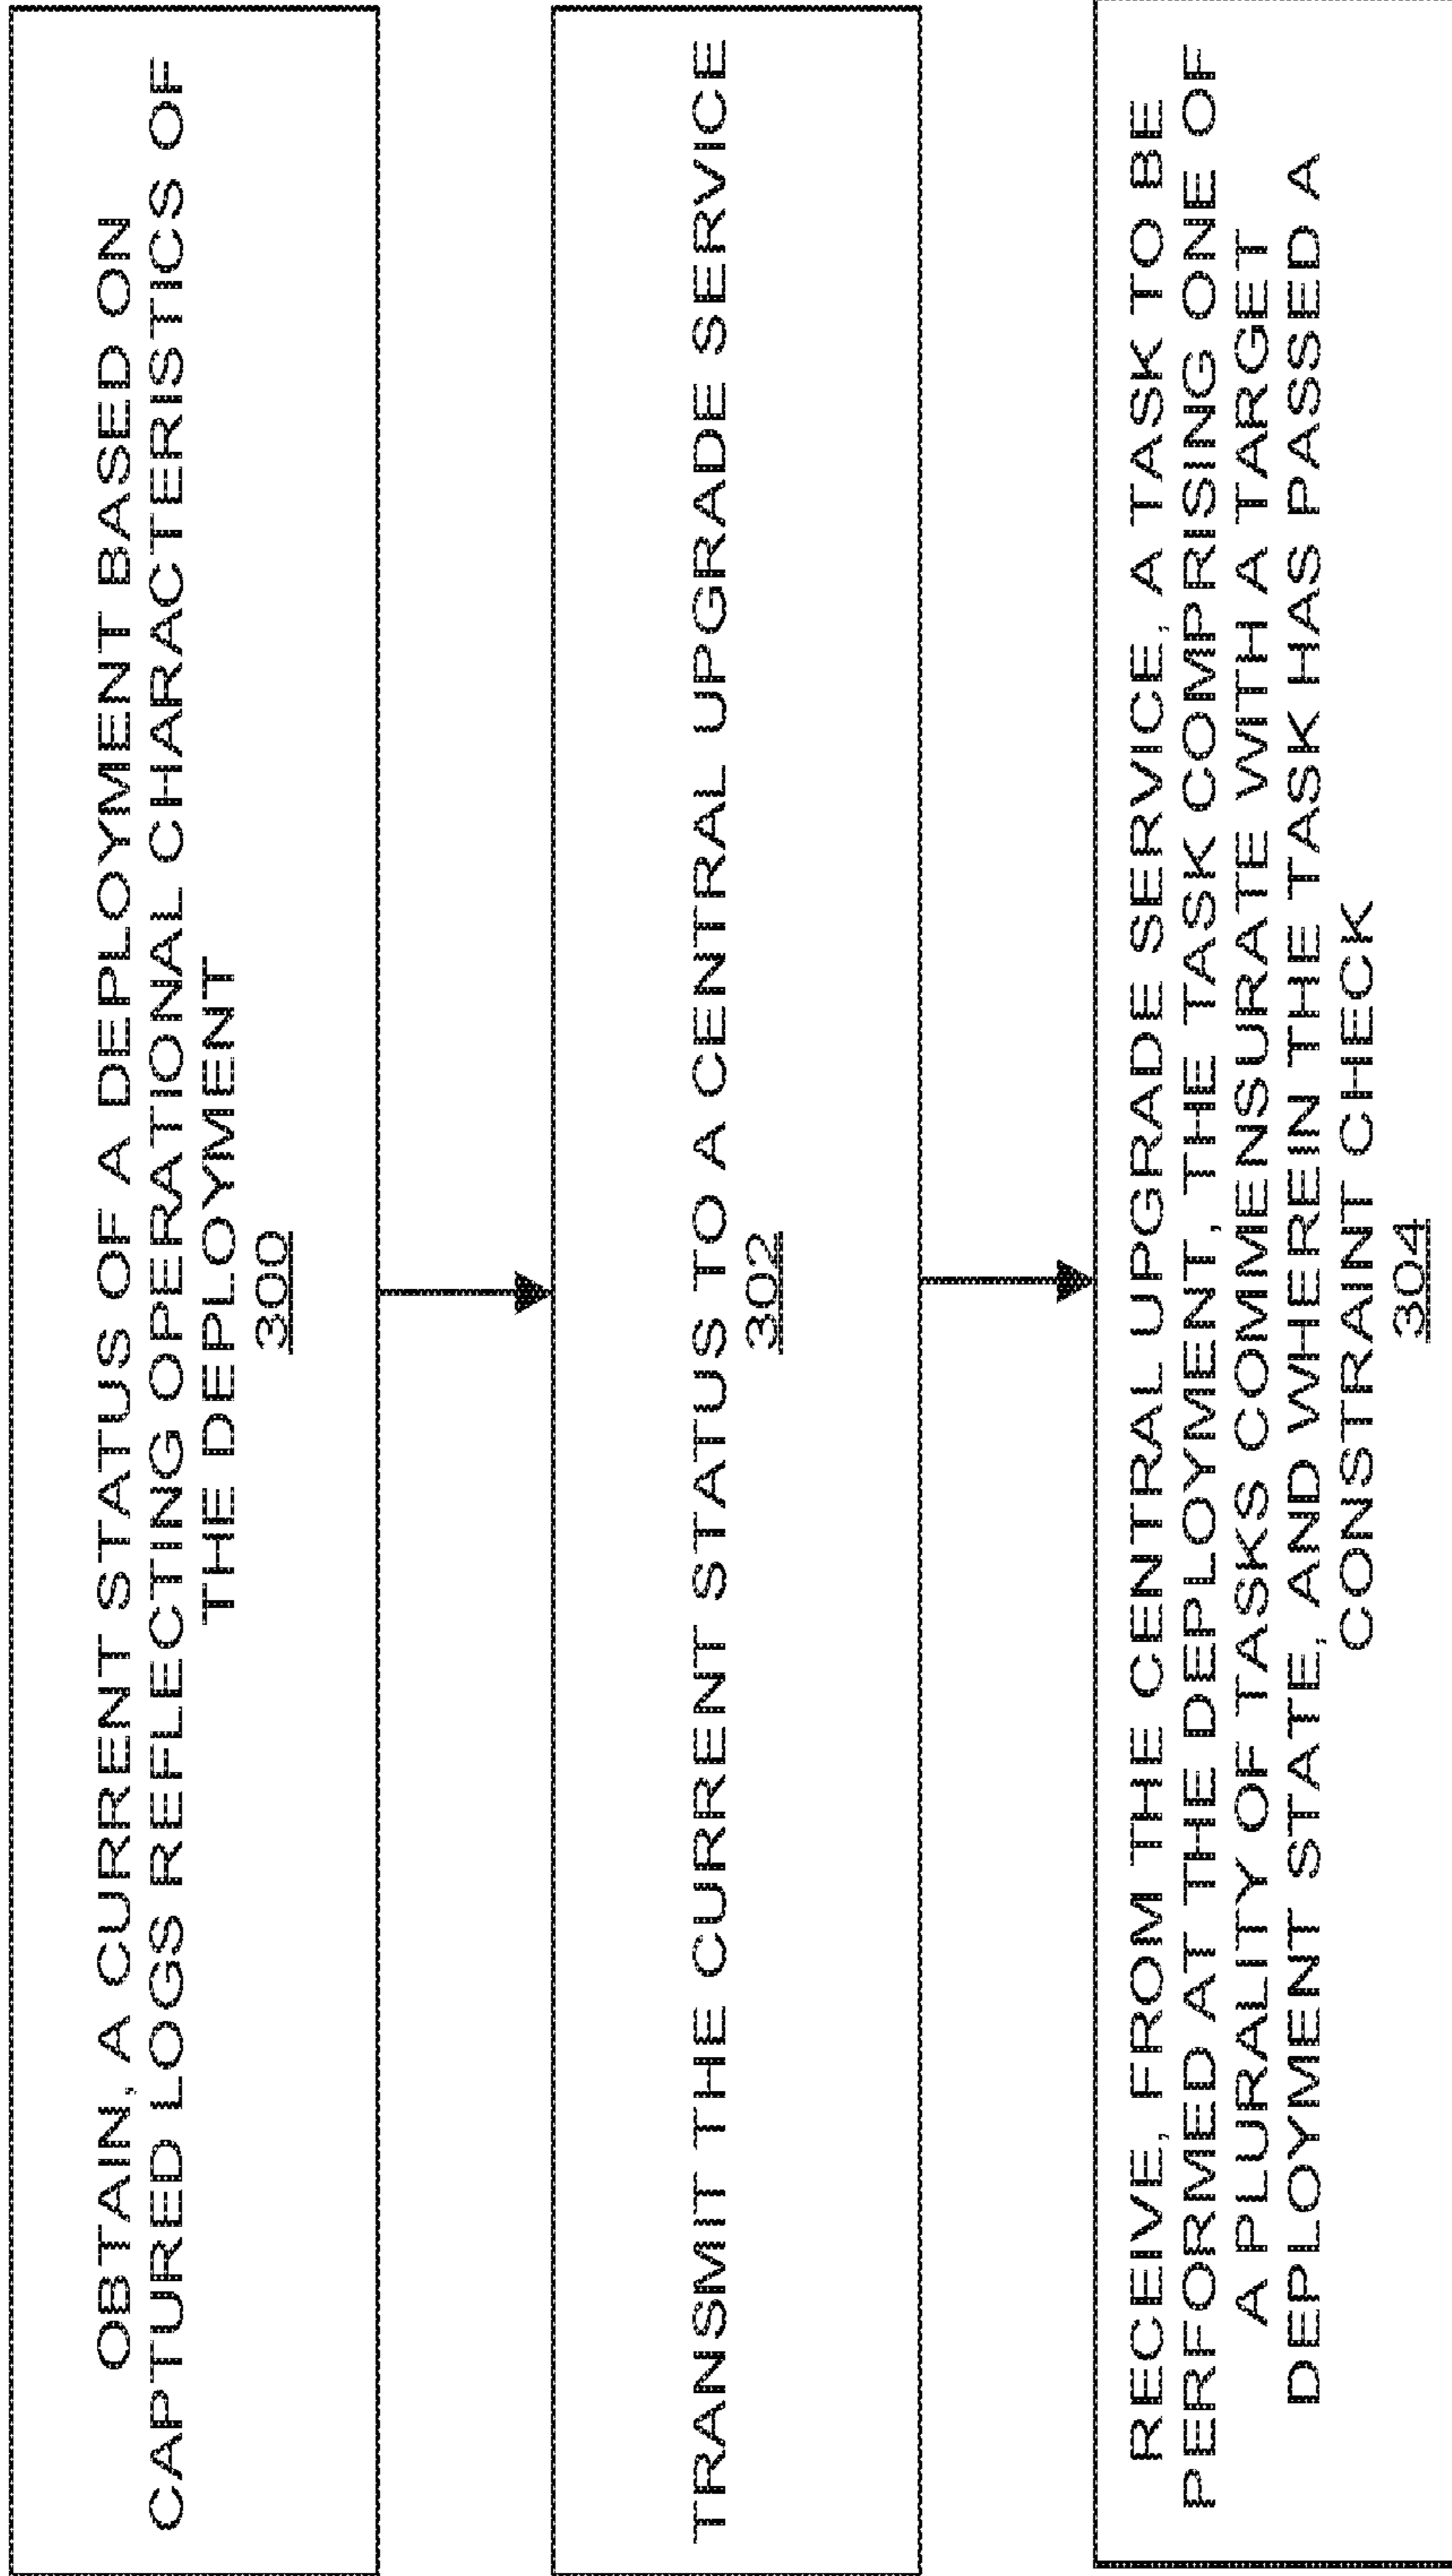 OBTAIN, A CURRENT STATUS OF A DEPLOYMENT BASED ON
CAPTURED LOGS REFLECTING OPERATIONAL CHARACTERISTICS OF
THE DEPLOYMENT
300
TRANSMIT THE CURRENT STATUS TO A CENTRAL UPGRADE SERVICE
302
RECEIVE, FROM THE CENTRAL UPGRADE SERVICE, A TASK TO BE
PERFORMED AT THE DEPLOYMENT, THE TASK COMPRISING ONE OF
A PLURALITY OF TASKS COMMENSURATE WITH A TARGET
DEPLOYMENT STATE, AND WHEREIN THE TASK HAS PASSED A
CONSTRAINT CHECK
304